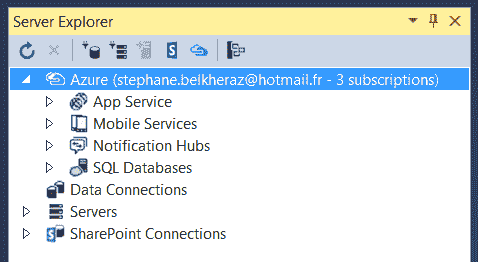 Server Explorer
Azure (stephane.belkheraz@hotmail.fr - 3 subscriptions)
App Service
Mobile Services
Notification Hubs
SQL Databases
Data Connections
Servers
SharePoint Connections